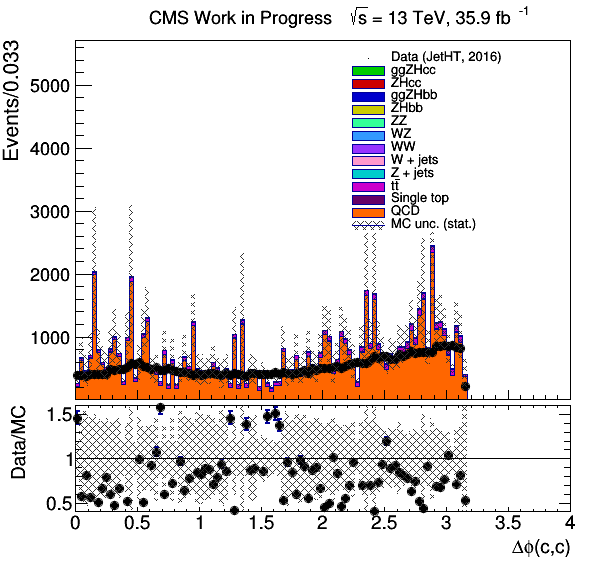 CMS Work in Progress √s = 13 TeV, 35.9 fb⁻¹
Events/0.033
5000
4000
3000
2000
1000
Data (JetHT, 2016)
ggZHcc
ZHcc
ggZHbb
ZHbb
ZZ
WZ
WW
W + jets
Z + jets
tt̄
Single top
QCD
MC unc. (stat.)
Data/MC
1.5
1
0.5
0 0.5 1 1.5 2 2.5 3 3.5 4
Δϕ(c,c)